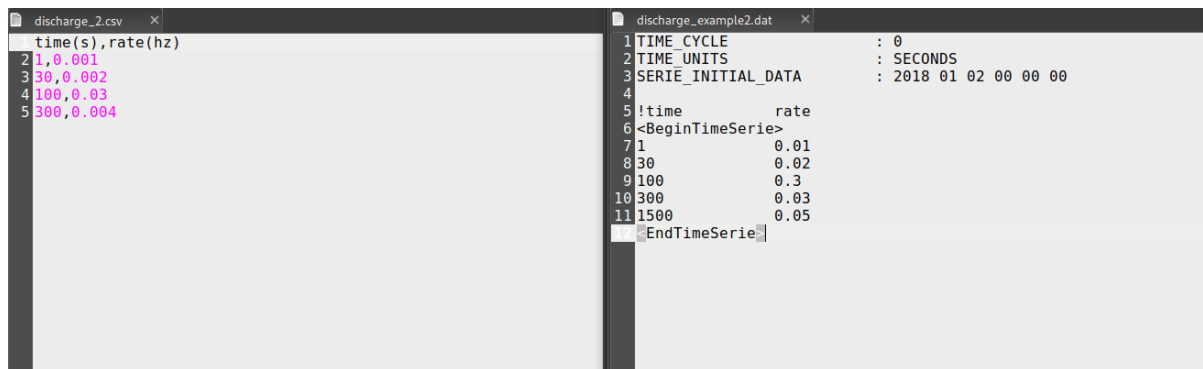 discharge_2.csv ×
1 time(s),rate(hz)
2 1,0.001
3 30,0.002
4 100,0.03
5 300,0.004
discharge_example2.dat ×
1 TIME_CYCLE : 0
2 TIME_UNITS : SECONDS
3 SERIE_INITIAL_DATA : 2018 01 02 00 00 00
4
5 !time rate
6 <BeginTimeSerie>
7 1 0.01
8 30 0.02
9 100 0.3
10 300 0.03
11 1500 0.05
12 <EndTimeSerie>